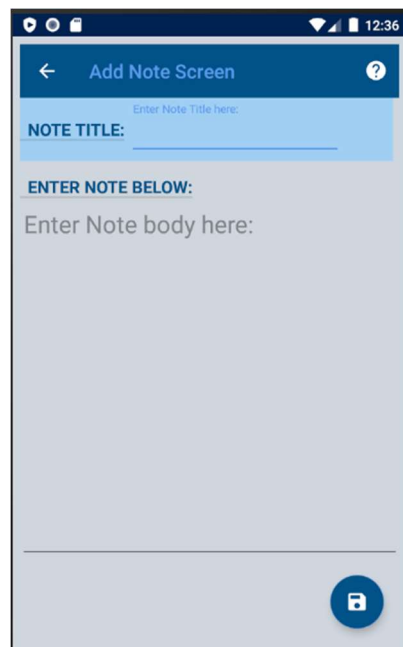 12:36
Add Note Screen
Enter Note Title here:
NOTE TITLE:
ENTER NOTE BELOW:
Enter Note body here: